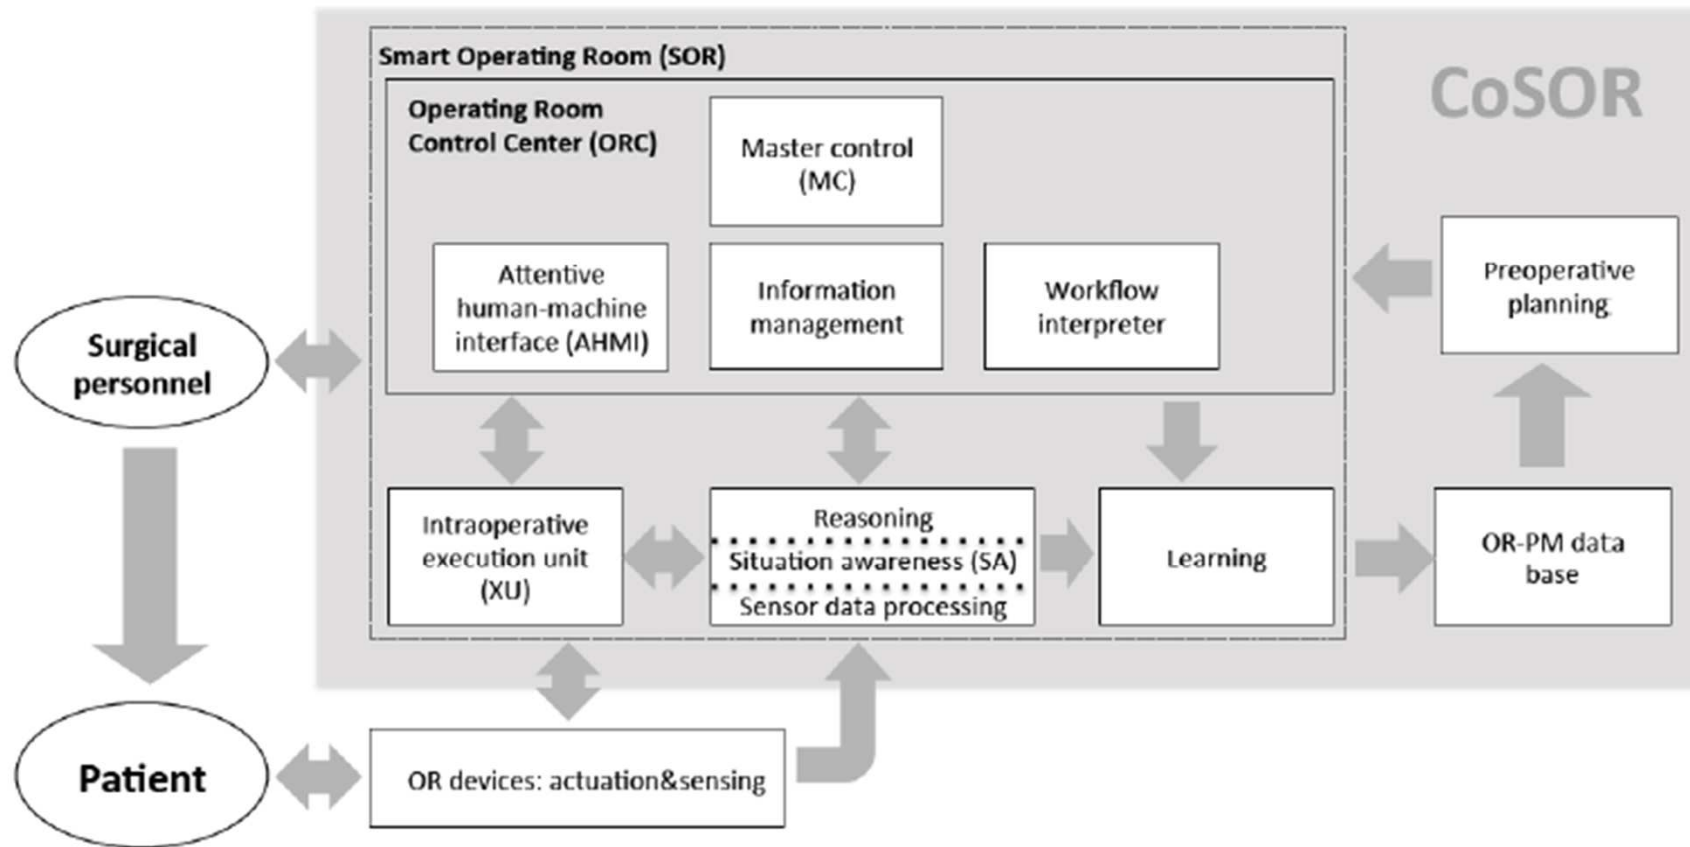 Smart Operating Room (SOR)
CoSOR
Operating Room
Control Center (ORC)
Master control
(MC)
Attentive
human-machine
interface (AHMI)
Information
management
Workflow
interpreter
Preoperative
planning
Surgical
personnel
Intraoperative
execution unit
(XU)
Reasoning
Situation awareness (SA)
Sensor data processing
Learning
OR-PM data
base
Patient
OR devices: actuation&sensing